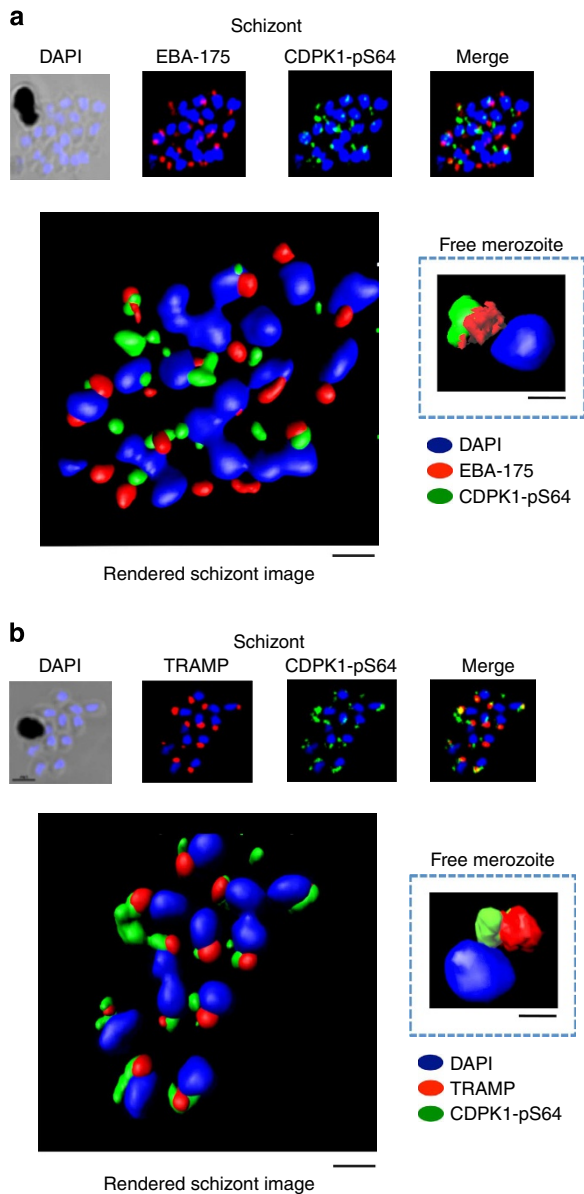 a
Schizont
DAPI EBA-175 CDPK1-pS64 Merge
Free merozoite
DAPI
EBA-175
CDPK1-pS64
Rendered schizont image
b
Schizont
DAPI TRAMP CDPK1-pS64 Merge
Free merozoite
DAPI
TRAMP
CDPK1-pS64
Rendered schizont image